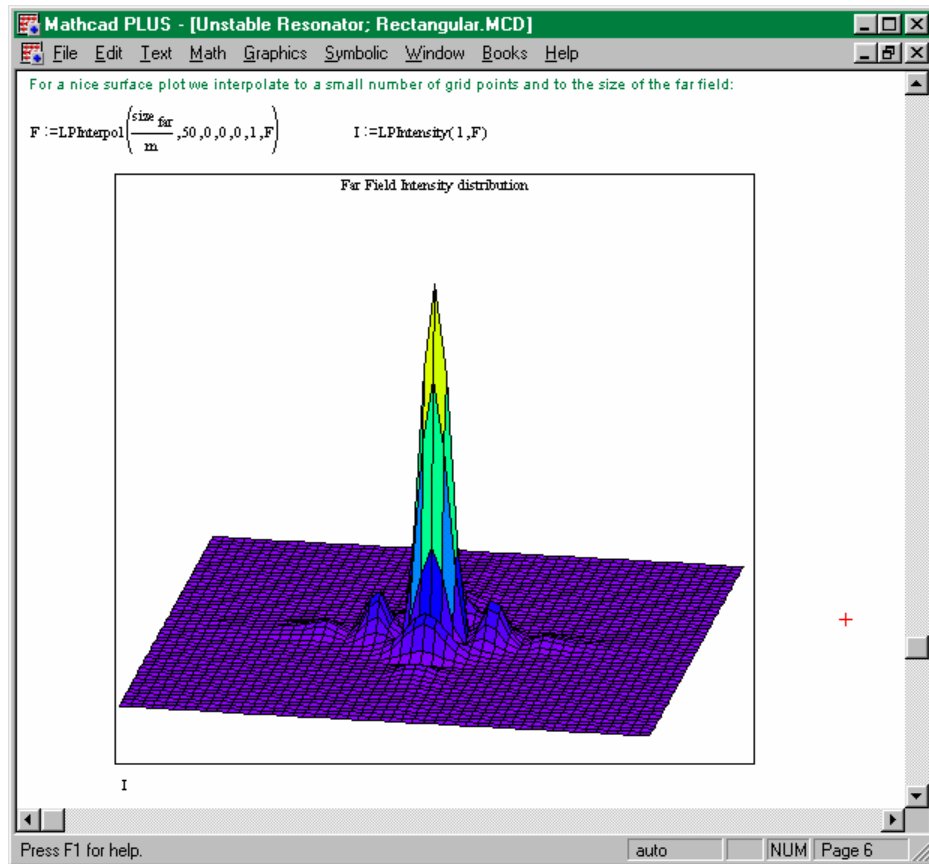 Mathcad PLUS - [Unstable Resonator; Rectangular.MCD]
File Edit Text Math Graphics Symbolic Window Books Help
For a nice surface plot we interpolate to a small number of grid points and to the size of the far field:
F :=LPInterpol(size far/m ,50,0,0,0,1,F) I :=LPIntensity(1,F)
Far Field Intensity distribution
I
Press F1 for help. auto NUM Page 6